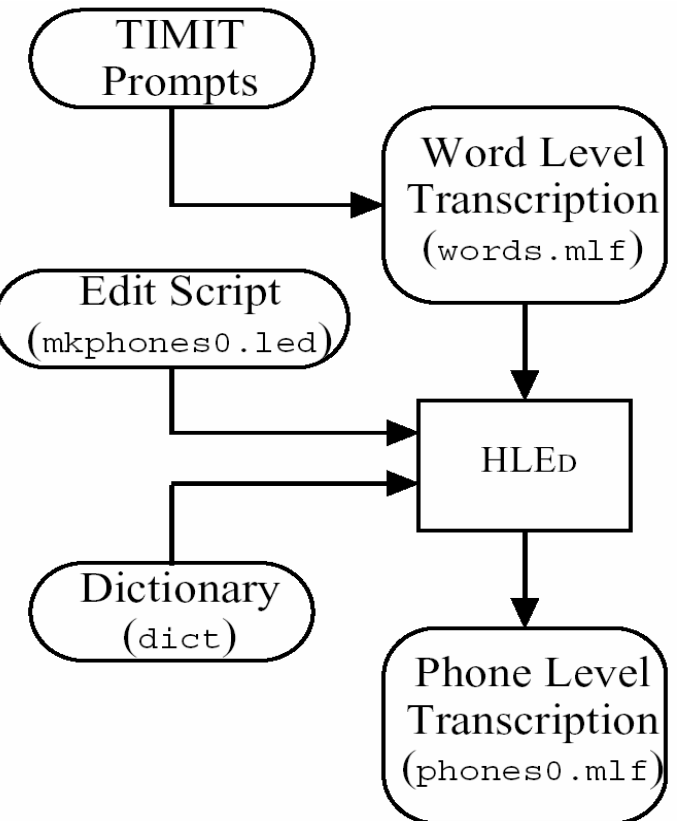 TIMIT
Prompts
Word Level
Transcription
(words.mlf)
Edit Script
(mkphones0.led)
HLED
Dictionary
(dict)
Phone Level
Transcription
(phones0.mlf)